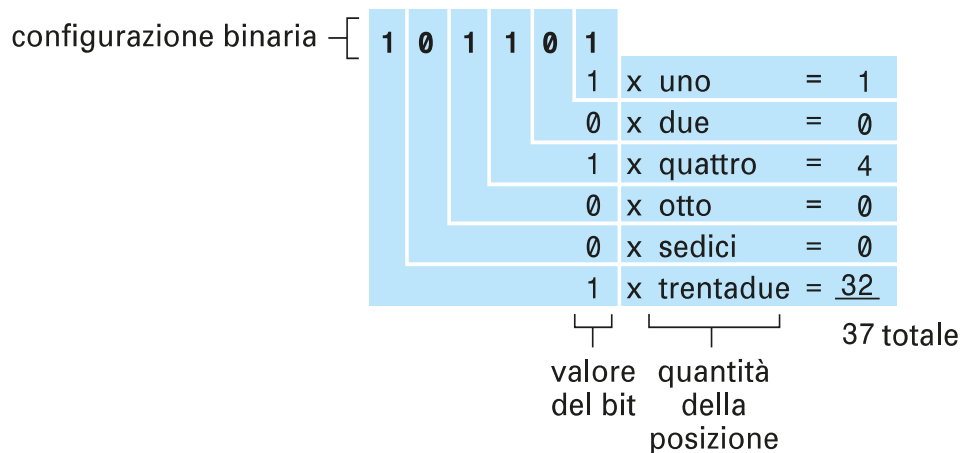 configurazione binaria 1 0 1 1 0 1
1 x uno = 1
0 x due = 0
1 x quattro = 4
0 x otto = 0
0 x sedici = 0
1 x trentadue = 32
37 totale
valore del bit
quantità della posizione